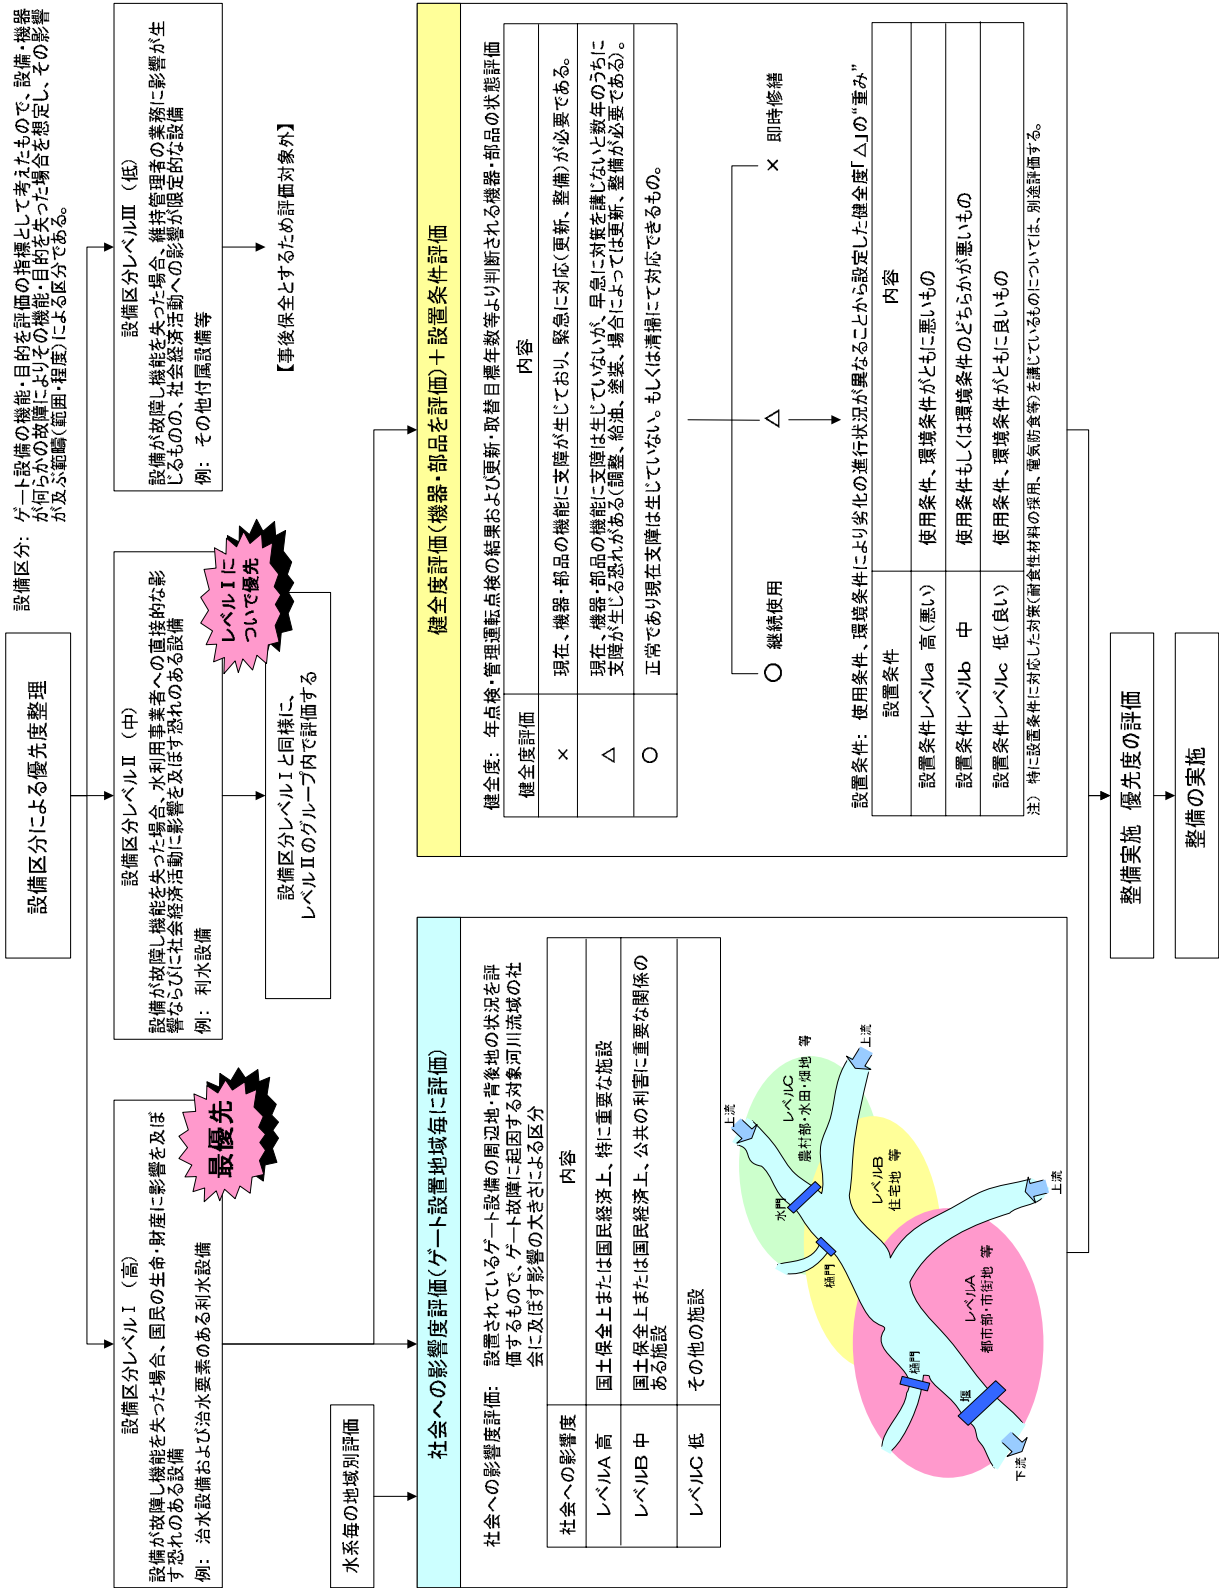 設備区分による優先度整理
設備区分： ゲート設備の機能・目的を評価の指標として考えたもので、設備・機器
が何らかの故障によりその機能・目的を失った場合を想定し、その影響
が及ぶ範疇(範囲・程度)による区分である。
設備区分レベルⅠ （高）
設備が故障し機能を失った場合、国民の生命・財産に影響を及ぼ
す恐れのある設備
例： 治水設備および治水要素のある利水設備
最優先
設備区分レベルⅡ （中）
設備が故障し機能を失った場合、水利用事業者への直接的な影
響ならびに社会経済活動に影響を及ぼす恐れのある設備
例： 利水設備
レベルⅠに
ついで優先
設備区分レベルⅠと同様に、
レベルⅡのグループ内で評価する
設備区分レベルⅢ （低）
設備が故障し機能を失った場合、維持管理者の業務に影響が生
じるものの、社会経済活動への影響が限定的な設備
例： その他付属設備等
【事後保全とするため評価対象外】
水系毎の地域別評価
社会への影響度評価(ゲート設置地域毎に評価)
社会への影響度評価： 設置されているゲート設備の周辺地・背後地の状況を評
価するもので、ゲート故障に起因する対象河川流域の社
会に及ぼす影響の大きさによる区分
社会への影響度 内容
レベルA 高 国土保全上または国民経済上、特に重要な施設
レベルB 中 国土保全上または国民経済上、公共の利害に重要な関係の
ある施設
レベルC 低 その他の施設
上流
上流
レベルC
農村部・水田・畑地 等
水門
レベルB
住宅地 等
樋門
上流
レベルA
都市部・市街地 等
樋門
堰
下流
健全度評価(機器・部品を評価)＋設置条件評価
健全度： 年点検・管理運転点検の結果および更新・取替目標年数等より判断される機器・部品の状態評価
健全度評価 内容
× 現在、機器・部品の機能に支障が生じており、緊急に対応(更新、整備)が必要である。
△ 現在、機器・部品の機能に支障は生じていないが、早急に対策を講じないと数年のうちに
支障が生じる恐れがある(調整、給油、塗装、場合によっては更新、整備が必要である)。
○ 正常であり現在支障は生じていない。もしくは清掃にて対応できるもの。
○ 継続使用
△
× 即時修繕
設置条件： 使用条件、環境条件により劣化の進行状況が異なることから設定した健全度「△」の“重み”
設置条件 内容
設置条件レベルa 高(悪い) 使用条件、環境条件がともに悪いもの
設置条件レベルb 中 使用条件もしくは環境条件のどちらかが悪いもの
設置条件レベルc 低(良い) 使用条件、環境条件がともに良いもの
注) 特に設置条件に対応した対策(耐食性材料の採用、電気防食等)を講じているものについては、別途評価する。
整備実施 優先度の評価
整備の実施